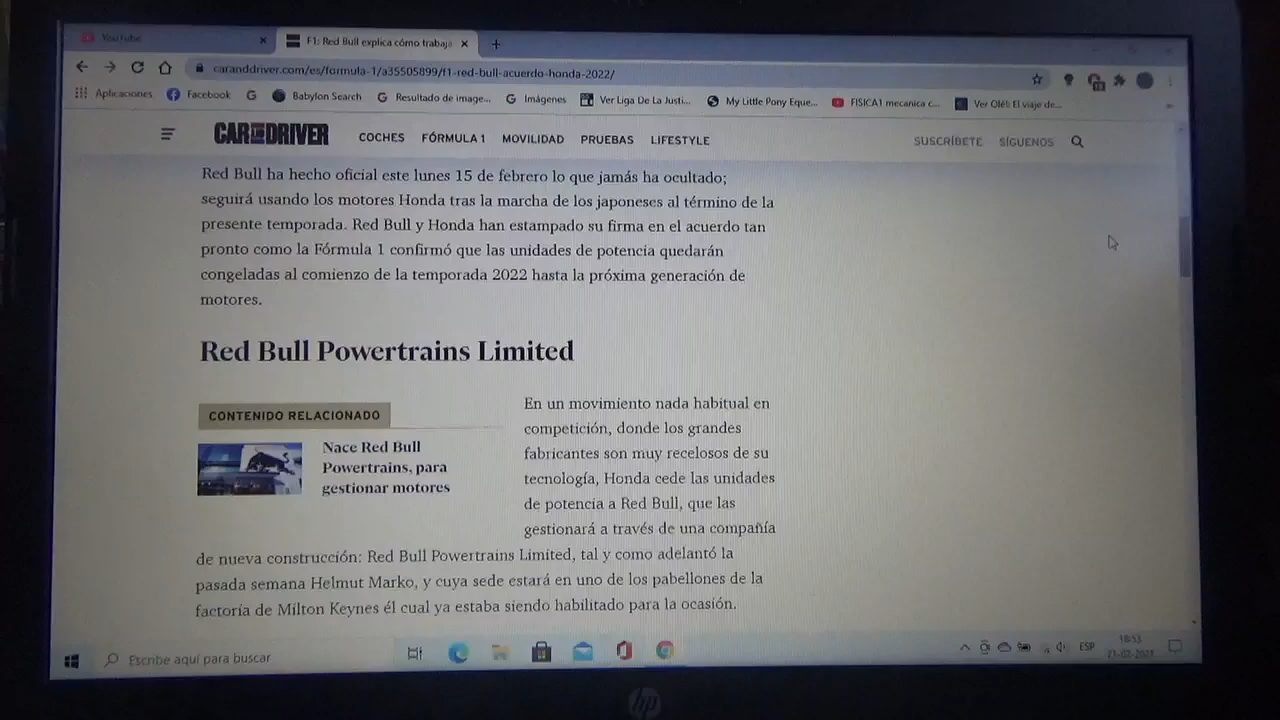 YouTube
F1: Red Bull explica cómo trabaja
caranddriver.com/es/formula-1/a35505899/f1-red-bull-acuerdo-honda-2022/
Aplicaciones Facebook Babylon Search Resultado de image... Imágenes Ver Liga De La Justi... My Little Pony Eque... FISICA1 mecanica c... Ver Olé!: El viaje de...
CAR AND DRIVER COCHES FÓRMULA 1 MOVILIDAD PRUEBAS LIFESTYLE SUSCRÍBETE SÍGUENOS
Red Bull ha hecho oficial este lunes 15 de febrero lo que jamás ha ocultado;
seguirá usando los motores Honda tras la marcha de los japoneses al término de la
presente temporada. Red Bull y Honda han estampado su firma en el acuerdo tan
pronto como la Fórmula 1 confirmó que las unidades de potencia quedarán
congeladas al comienzo de la temporada 2022 hasta la próxima generación de
motores.
Red Bull Powertrains Limited
CONTENIDO RELACIONADO
Nace Red Bull
Powertrains, para
gestionar motores
En un movimiento nada habitual en
competición, donde los grandes
fabricantes son muy recelosos de su
tecnología, Honda cede las unidades
de potencia a Red Bull, que las
gestionará a través de una compañía
de nueva construcción: Red Bull Powertrains Limited, tal y como adelantó la
pasada semana Helmut Marko, y cuya sede estará en uno de los pabellones de la
factoría de Milton Keynes él cual ya estaba siendo habilitado para la ocasión.
Escribe aquí para buscar
ESP
18:53
hp